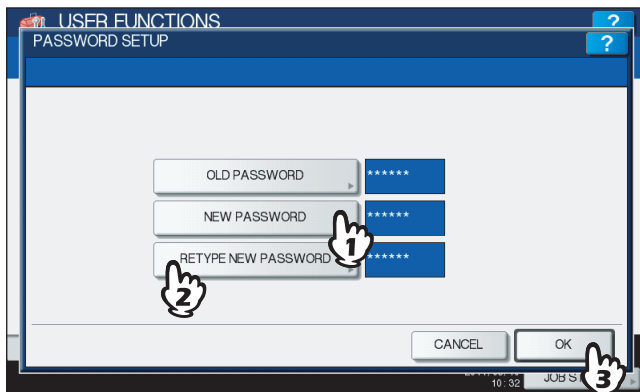 USER FUNCTIONS ?
PASSWORD SETUP ?
OLD PASSWORD ******
NEW PASSWORD ******
1
RETYPE NEW PASSWORD ******
2
CANCEL OK
3
10:32 JOB